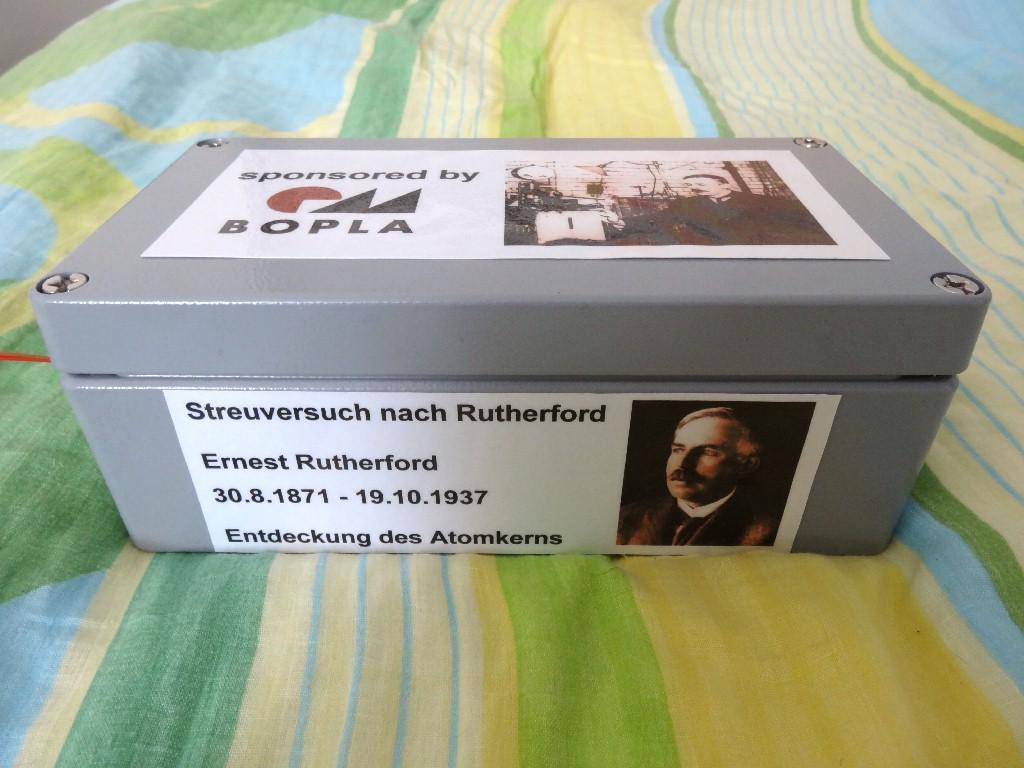 sponsored by
BOPLA
Streuversuch nach Rutherford
Ernest Rutherford
30.8.1871 - 19.10.1937
Entdeckung des Atomkerns